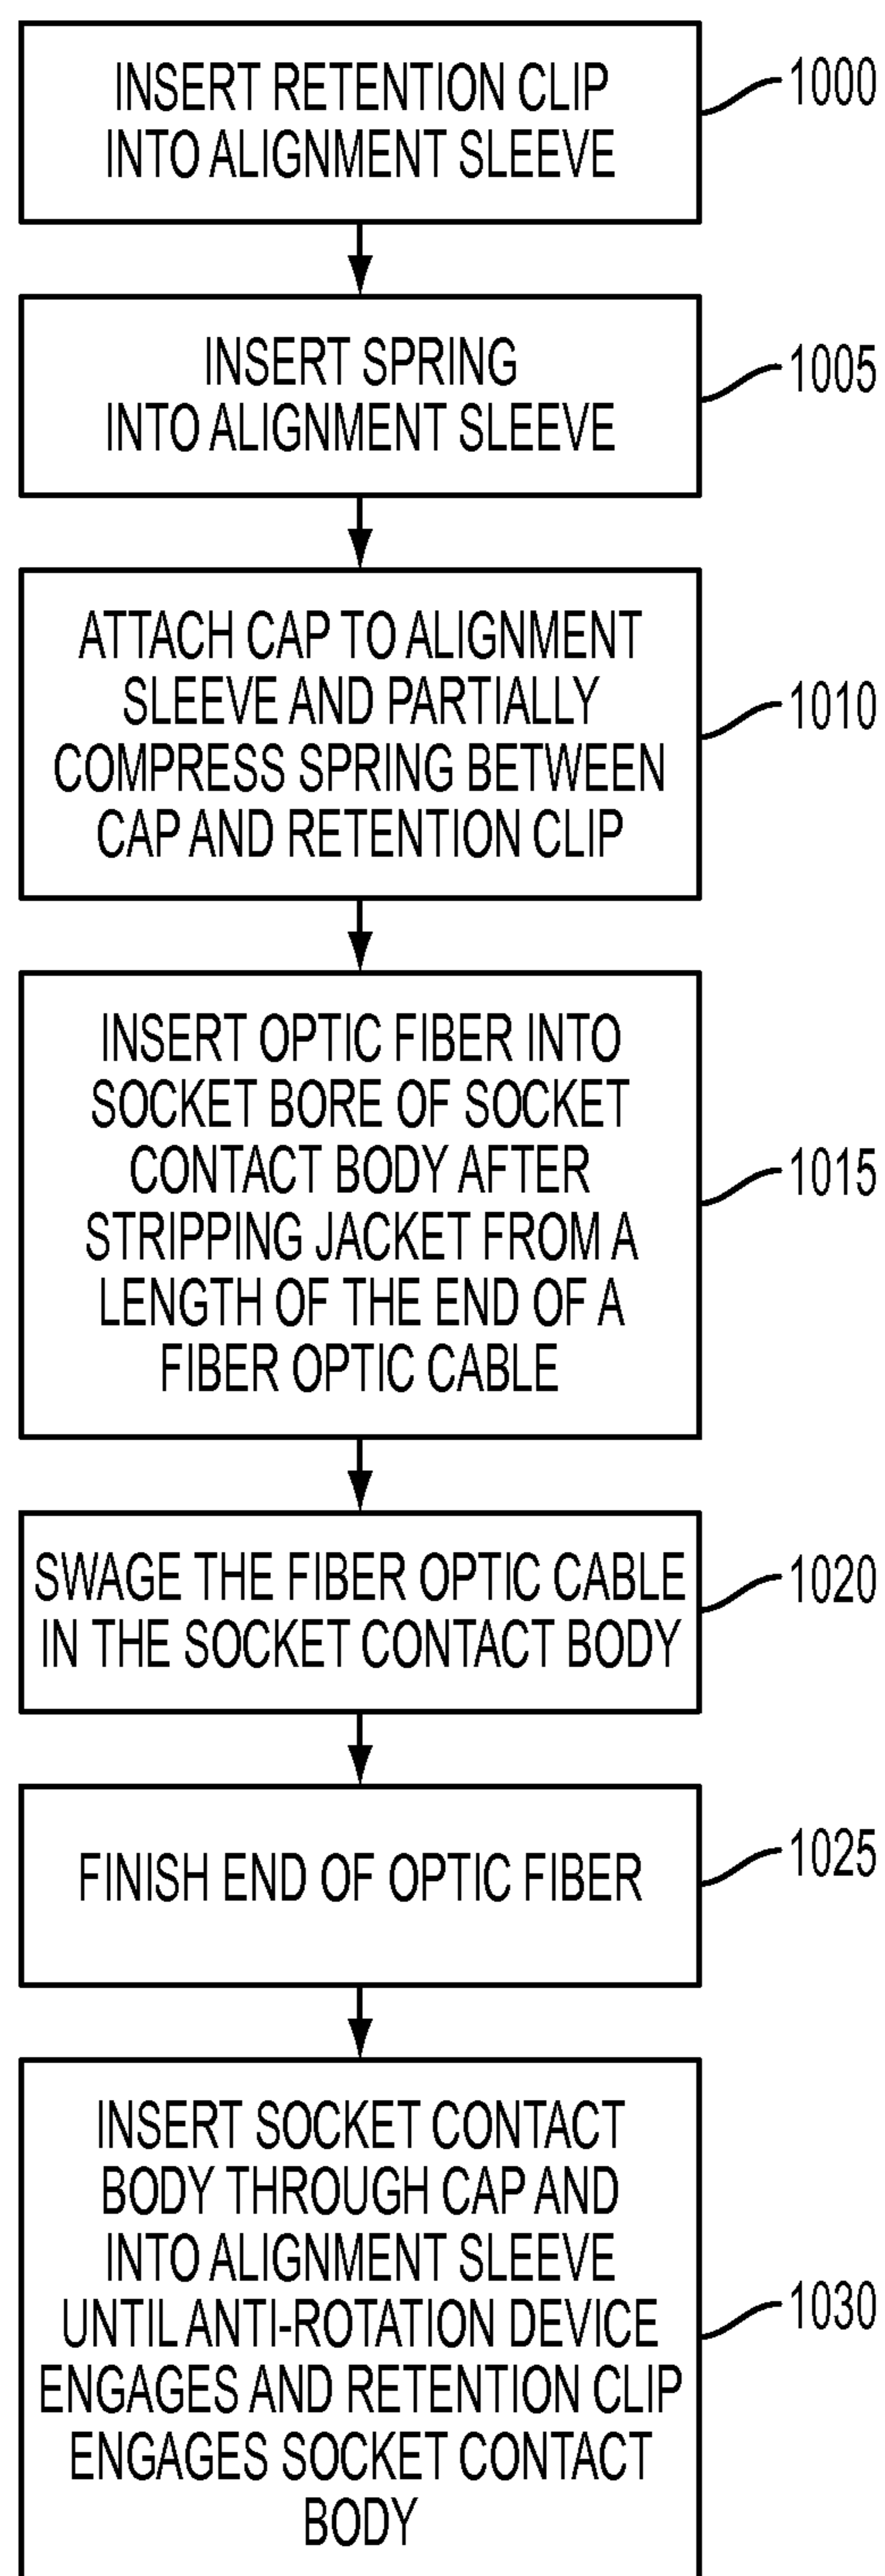 INSERT RETENTION CLIP
INTO ALIGNMENT SLEEVE
1000
INSERT SPRING
INTO ALIGNMENT SLEEVE
1005
ATTACH CAP TO ALIGNMENT
SLEEVE AND PARTIALLY
COMPRESS SPRING BETWEEN
CAP AND RETENTION CLIP
1010
INSERT OPTIC FIBER INTO
SOCKET BORE OF SOCKET
CONTACT BODY AFTER
STRIPPING JACKET FROM A
LENGTH OF THE END OF A
FIBER OPTIC CABLE
1015
SWAGE THE FIBER OPTIC CABLE
IN THE SOCKET CONTACT BODY
1020
FINISH END OF OPTIC FIBER
1025
INSERT SOCKET CONTACT
BODY THROUGH CAP AND
INTO ALIGNMENT SLEEVE
UNTIL ANTI-ROTATION DEVICE
ENGAGES AND RETENTION CLIP
ENGAGES SOCKET CONTACT
BODY
1030